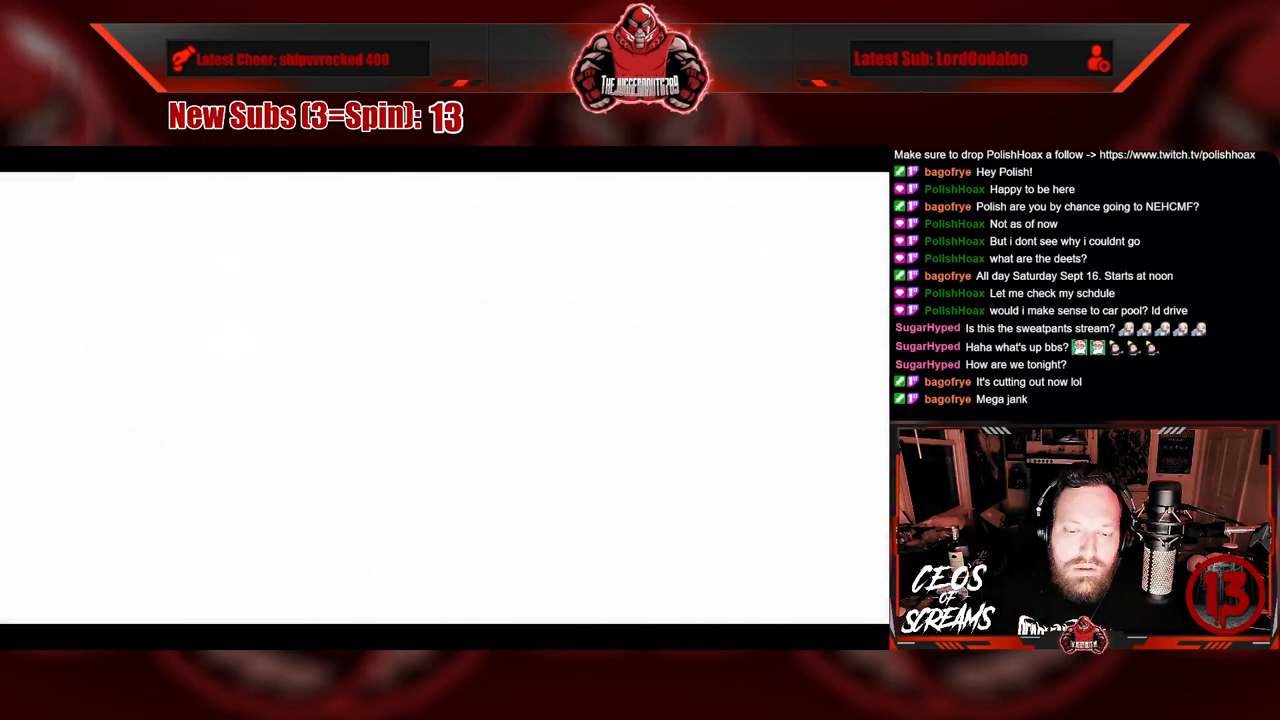 Latest Cheer: shipvvrecked 400
THEJUGGERNAUT6789
Latest Sub: LordOodaloo
New Subs (3=Spin): 13
Make sure to drop PolishHoax a follow -> https://www.twitch.tv/polishhoax
bagofrye Hey Polish!
PolishHoax Happy to be here
bagofrye Polish are you by chance going to NEHCMF?
PolishHoax Not as of now
PolishHoax But i dont see why i couldnt go
PolishHoax what are the deets?
bagofrye All day Saturday Sept 16. Starts at noon
PolishHoax Let me check my schdule
PolishHoax would i make sense to car pool? Id drive
SugarHyped Is this the sweatpants stream?
SugarHyped Haha what's up bbs?
SugarHyped How are we tonight?
bagofrye It's cutting out now lol
bagofrye Mega jank
CEOS
OF
SCREAMS
13